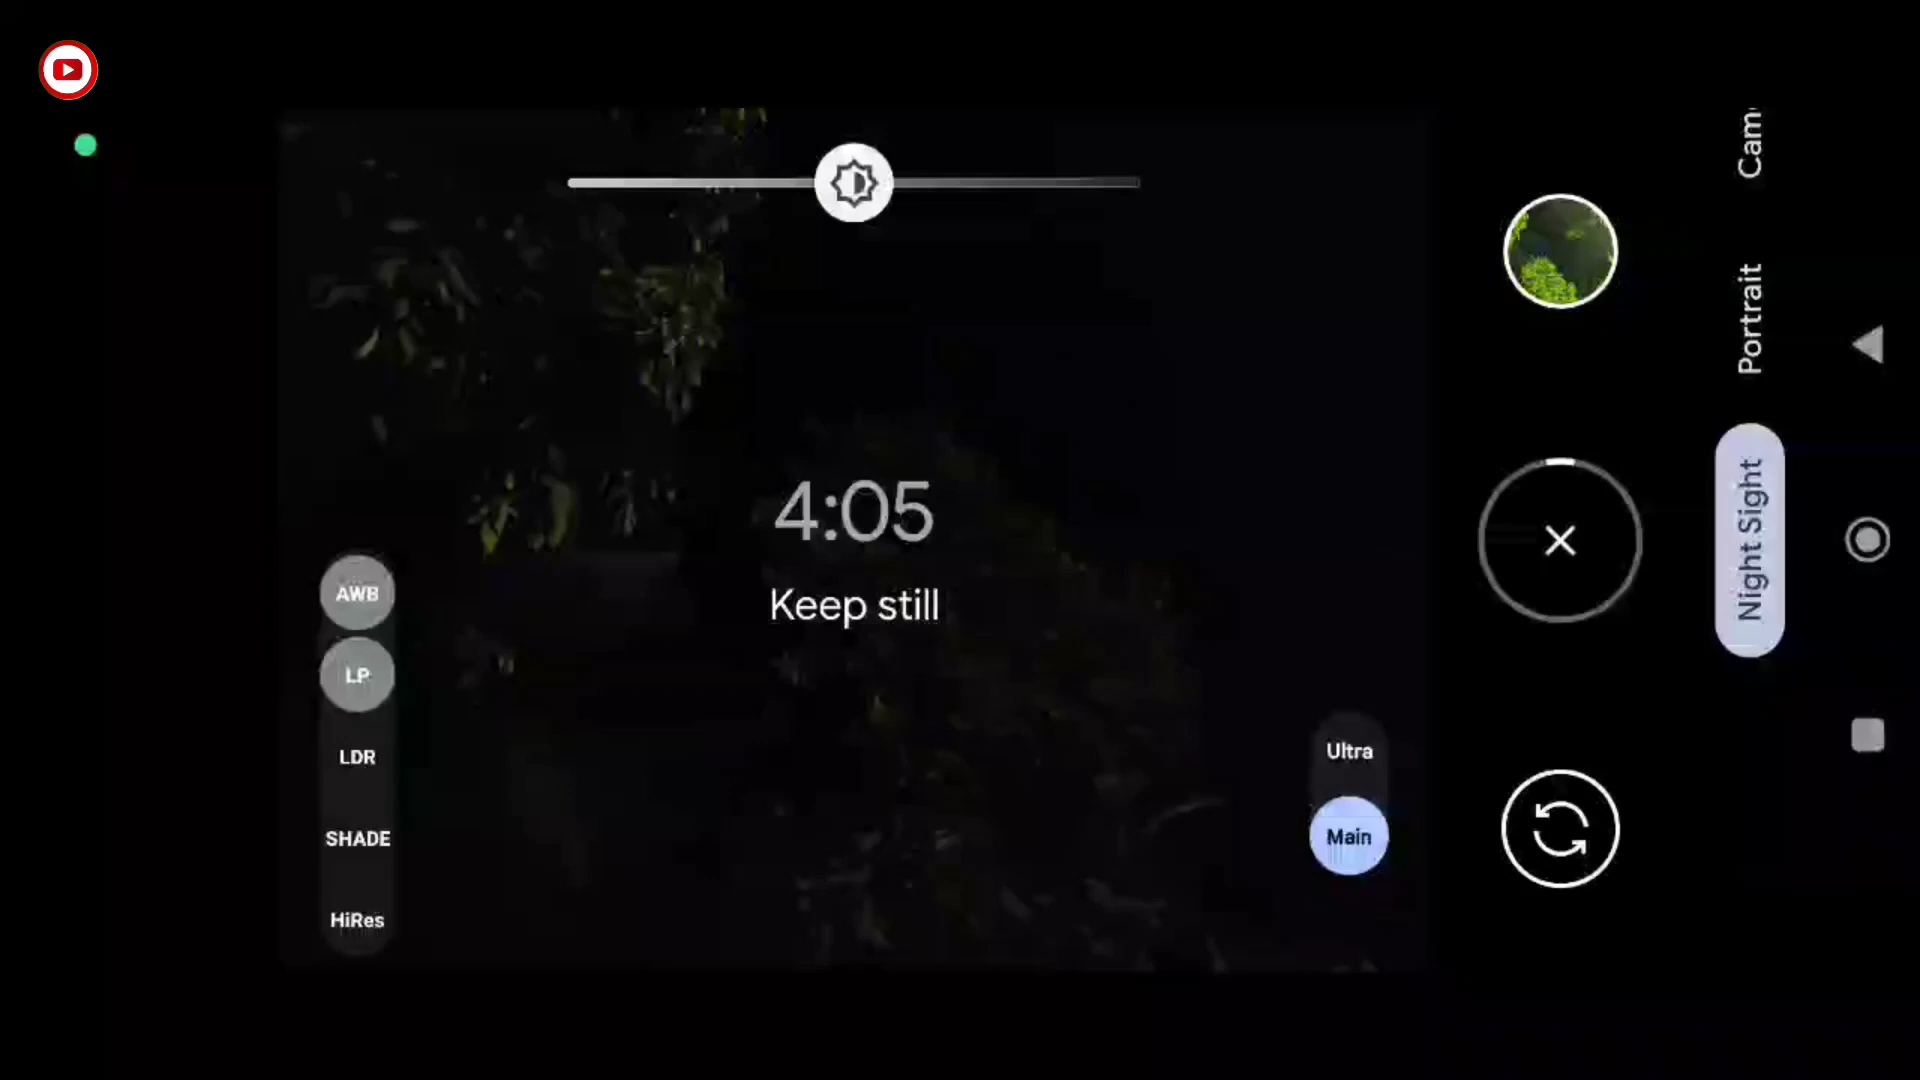 4:05
Keep still
AWB
LP
LDR
SHADE
HiRes
Ultra
Main
Cam
Portrait
Night Sight